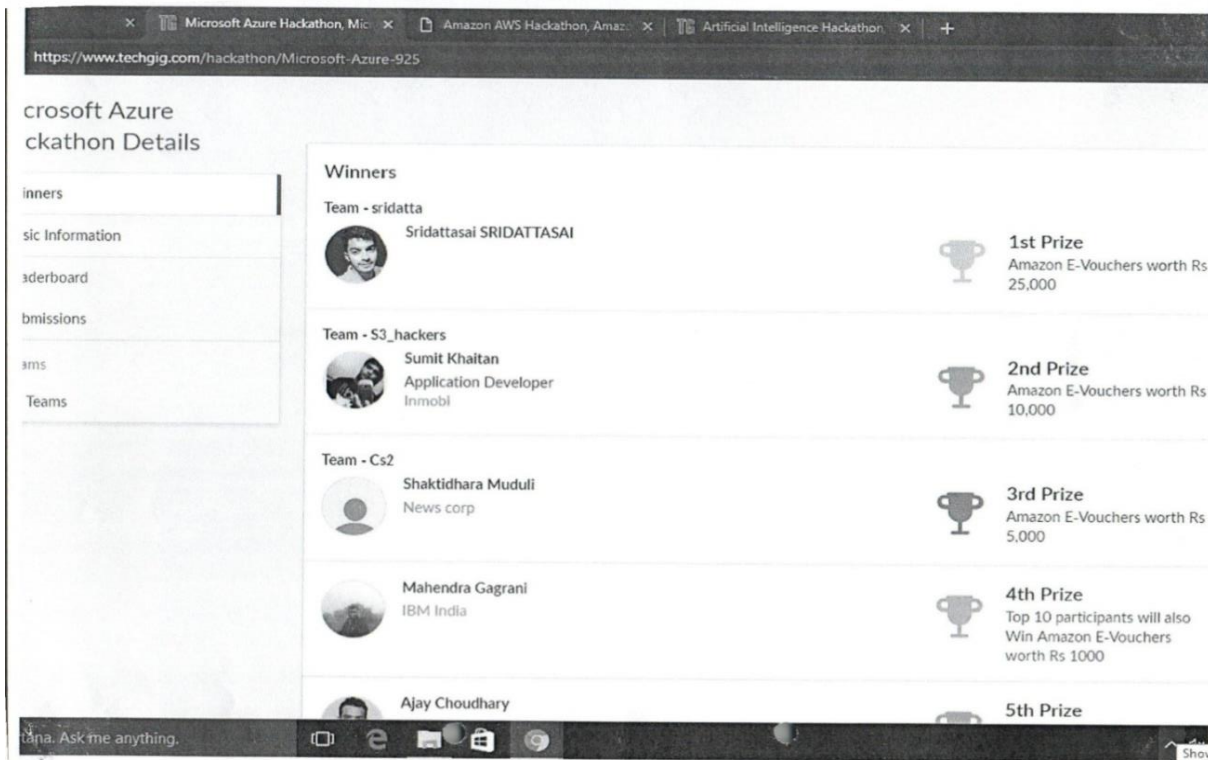 Microsoft Azure Hackathon, Mic
Amazon AWS Hackathon, Amaz
Artificial Intelligence Hackathon,
https://www.techgig.com/hackathon/Microsoft-Azure-925
crosoft Azure
ckathon Details
inners
sic Information
aderboard
bmissions
ams
Teams
Winners
Team - sridatta
Sridattasai SRIDATTASAI
1st Prize
Amazon E-Vouchers worth Rs
25,000
Team - S3_hackers
Sumit Khaitan
Application Developer
Inmobi
2nd Prize
Amazon E-Vouchers worth Rs
10,000
Team - Cs2
Shaktidhara Muduli
News corp
3rd Prize
Amazon E-Vouchers worth Rs
5,000
Mahendra Gagrani
IBM India
4th Prize
Top 10 participants will also
Win Amazon E-Vouchers
worth Rs 1000
Ajay Choudhary
5th Prize
tana. Ask me anything.
Show